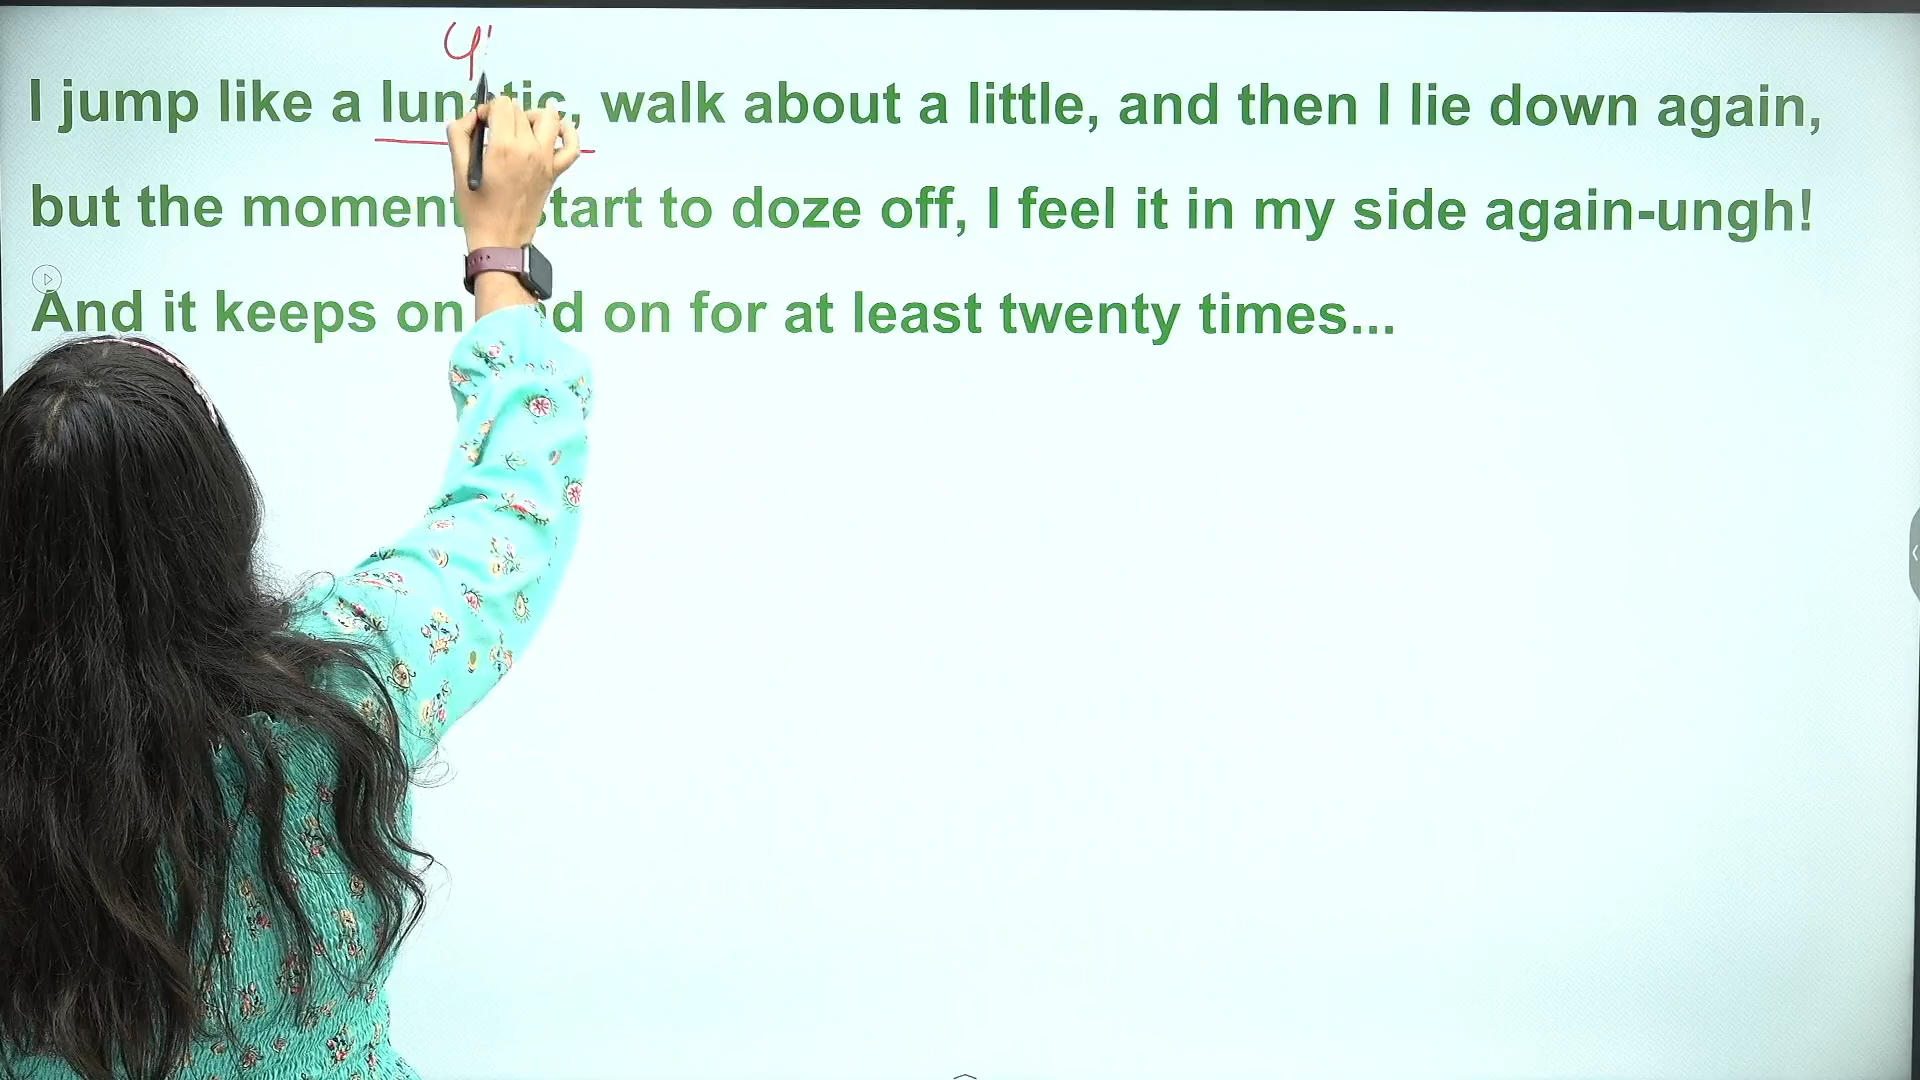 I jump like a walk about a little, and then I lie down again,
but the moment start to doze off, I feel it in my side again-ungh!
And it keeps on on for at least twenty times...